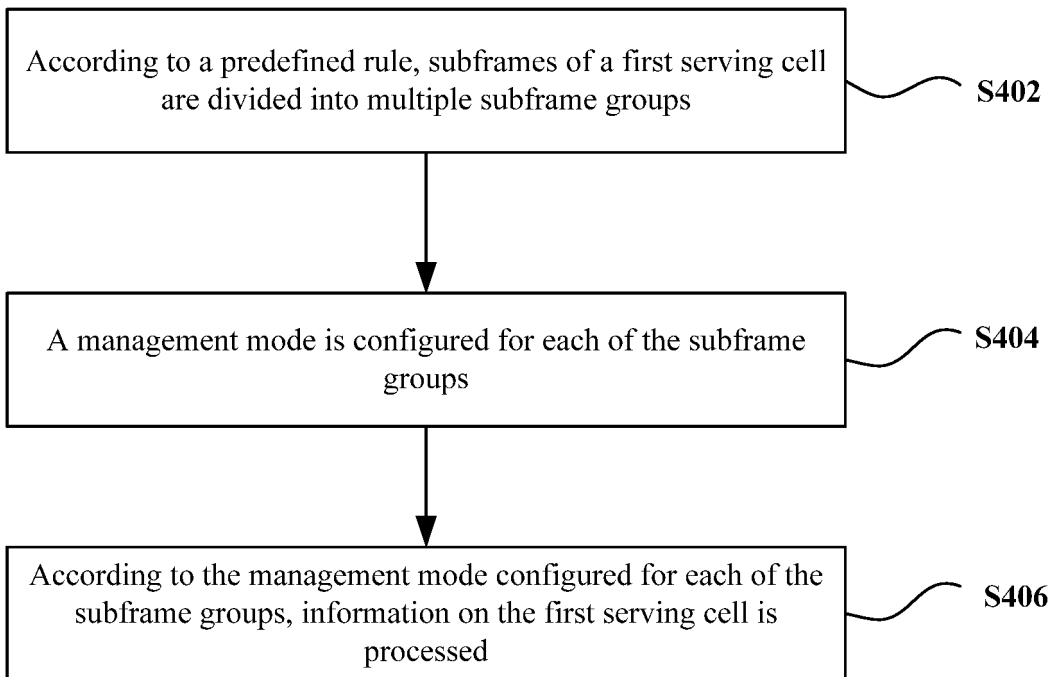 According to a predefined rule, subframes of a first serving cell
are divided into multiple subframe groups
S402
A management mode is configured for each of the subframe
groups
S404
According to the management mode configured for each of the
subframe groups, information on the first serving cell is
processed
S406